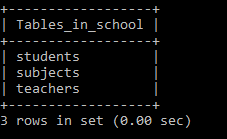 +-------------------+
| Tables_in_school |
+-------------------+
| students |
| subjects |
| teachers |
+-------------------+
3 rows in set (0.00 sec)